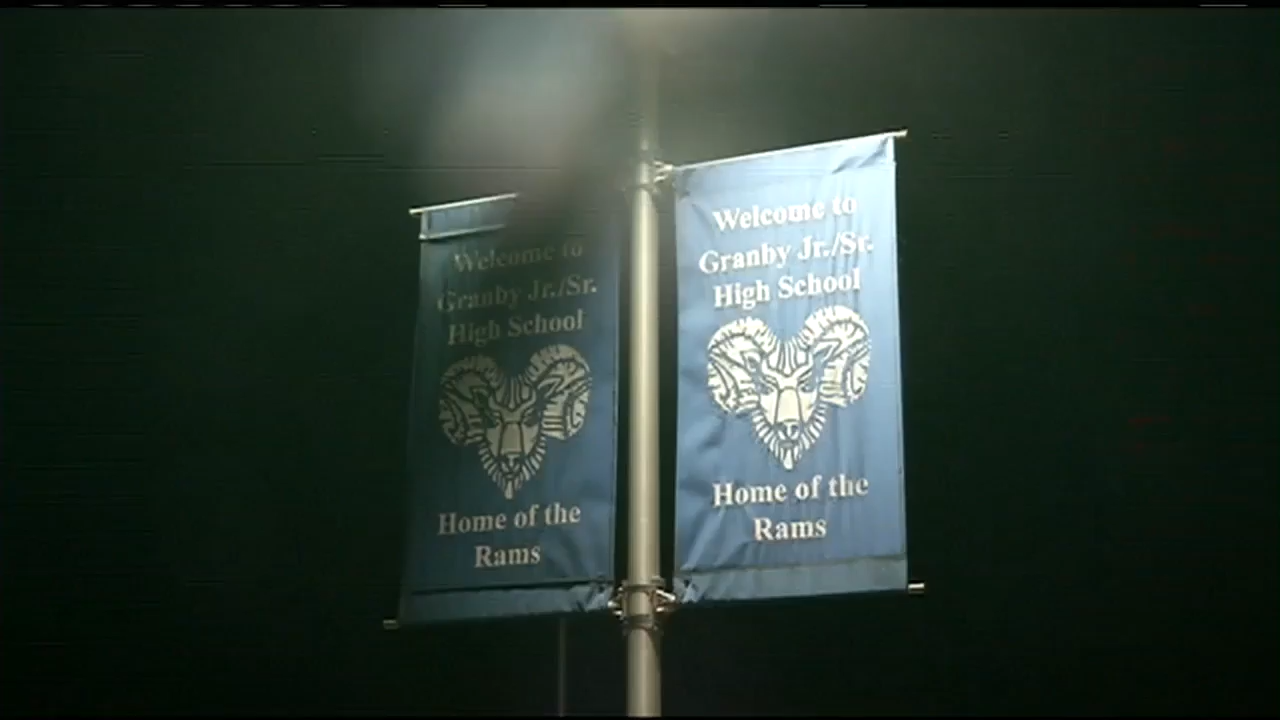 Welcome to
Granby Jr./Sr.
High School
Home of the
Rams
Welcome to
Granby Jr./Sr.
High School
Home of the
Rams